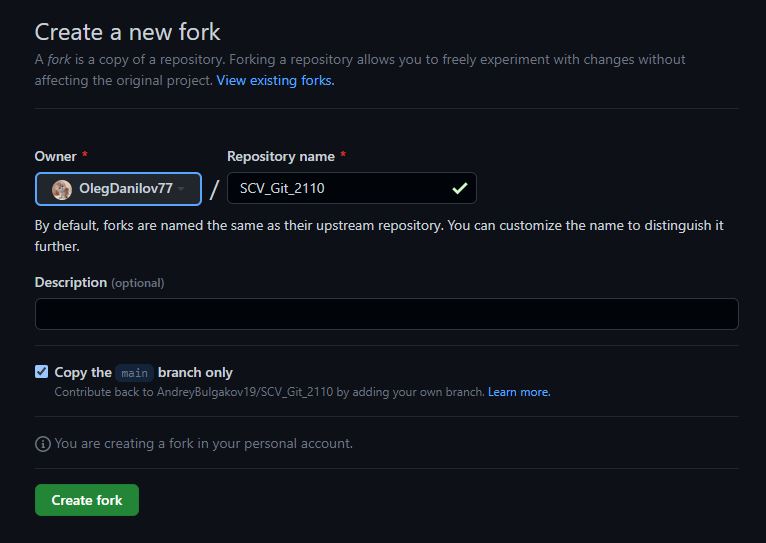 Create a new fork
A fork is a copy of a repository. Forking a repository allows you to freely experiment with changes without
affecting the original project. View existing forks.
Owner * Repository name *
OlegDanilov77 / SCV_Git_2110
By default, forks are named the same as their upstream repository. You can customize the name to distinguish it
further.
Description (optional)
Copy the main branch only
Contribute back to AndreyBulgakov19/SCV_Git_2110 by adding your own branch. Learn more.
You are creating a fork in your personal account.
Create fork